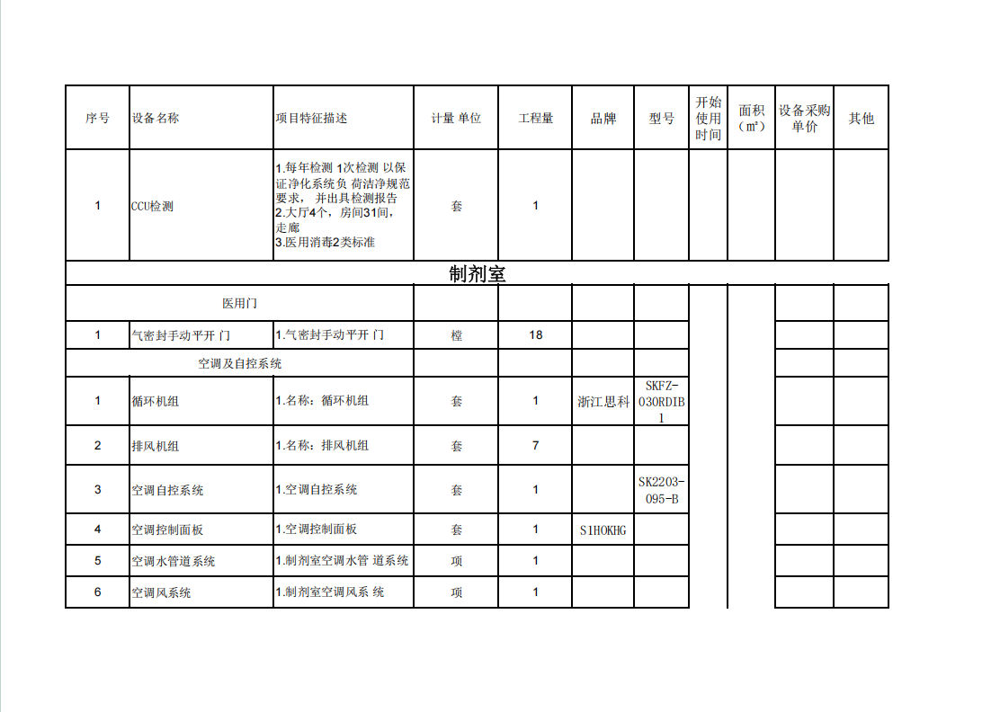 序号 设备名称 项目特征描述 计量 单位 工程量 品牌 型号 开始使用时间 面积（㎡） 设备采购单价 其他
1 CCU检测 1.每年检测 1次检测 以保
证净化系统负 荷洁净规范
要求， 并出具检测报告
2.大厅4个，房间31间，
走廊
3.医用消毒2类标准 套 1
制剂室
医用门
1 气密封手动平开 门 1.气密封手动平开 门 樘 18
空调及自控系统
1 循环机组 1.名称：循环机组 套 1 浙江思科 SKFZ-030RDIB1
2 排风机组 1.名称：排风机组 套 7
3 空调自控系统 1.空调自控系统 套 1 SK2203-095-B
4 空调控制面板 1.空调控制面板 套 1 S1HOKHG
5 空调水管道系统 1.制剂室空调水管 道系统 项 1
6 空调风系统 1.制剂室空调风系 统 项 1